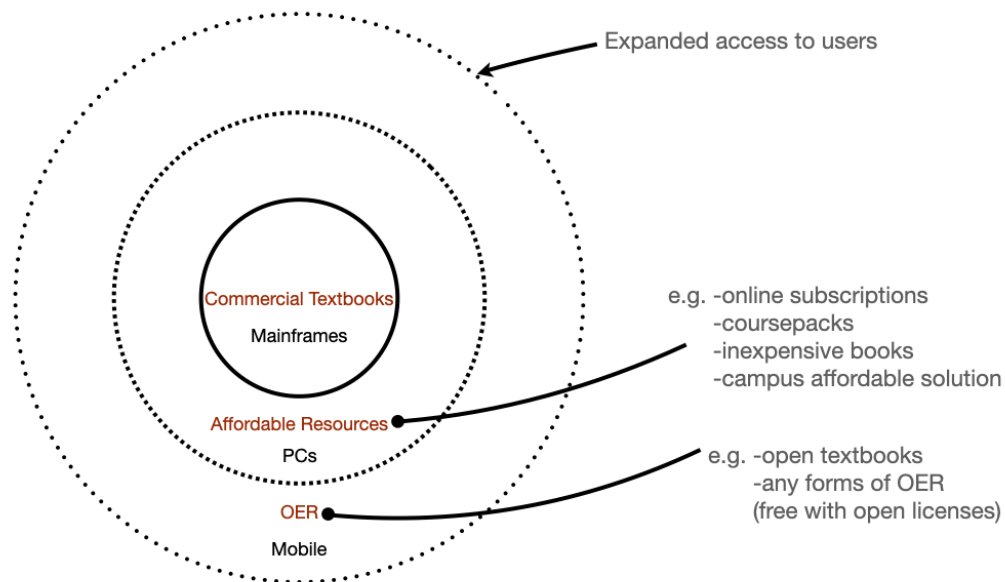 Expanded access to users
Commercial Textbooks
Mainframes
e.g. -online subscriptions
-coursepacks
-inexpensive books
-campus affordable solution
Affordable Resources
PCs
e.g. -open textbooks
-any forms of OER
(free with open licenses)
OER
Mobile